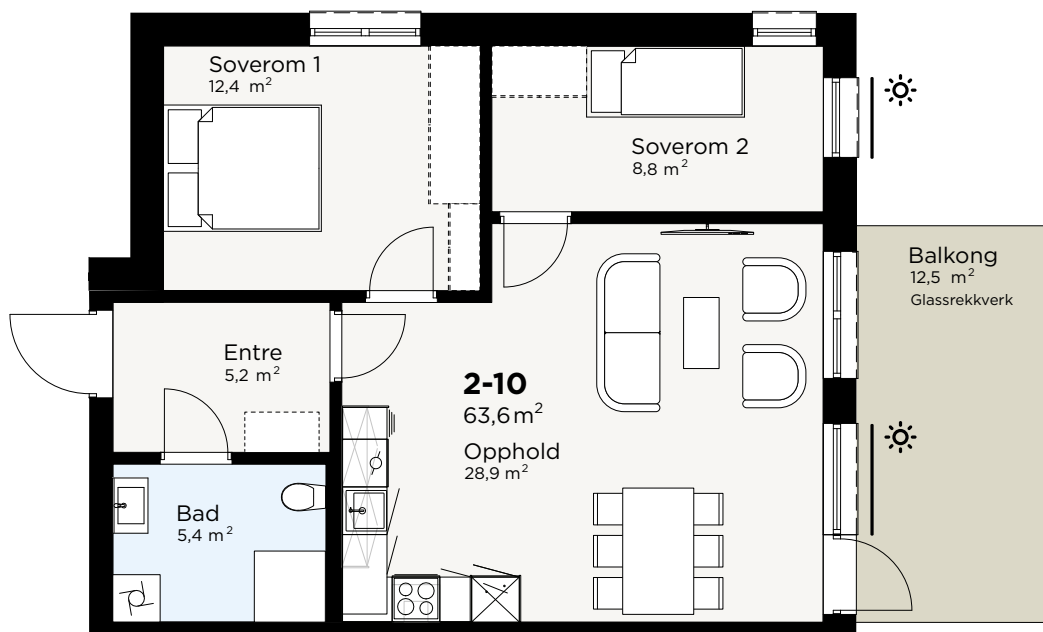 Soverom 1
12,4 m²
Soverom 2
8,8 m²
Balkong
12,5 m²
Glassrekkverk
Entre
5,2 m²
2-10
63,6 m²
Opphold
28,9 m²
Bad
5,4 m²